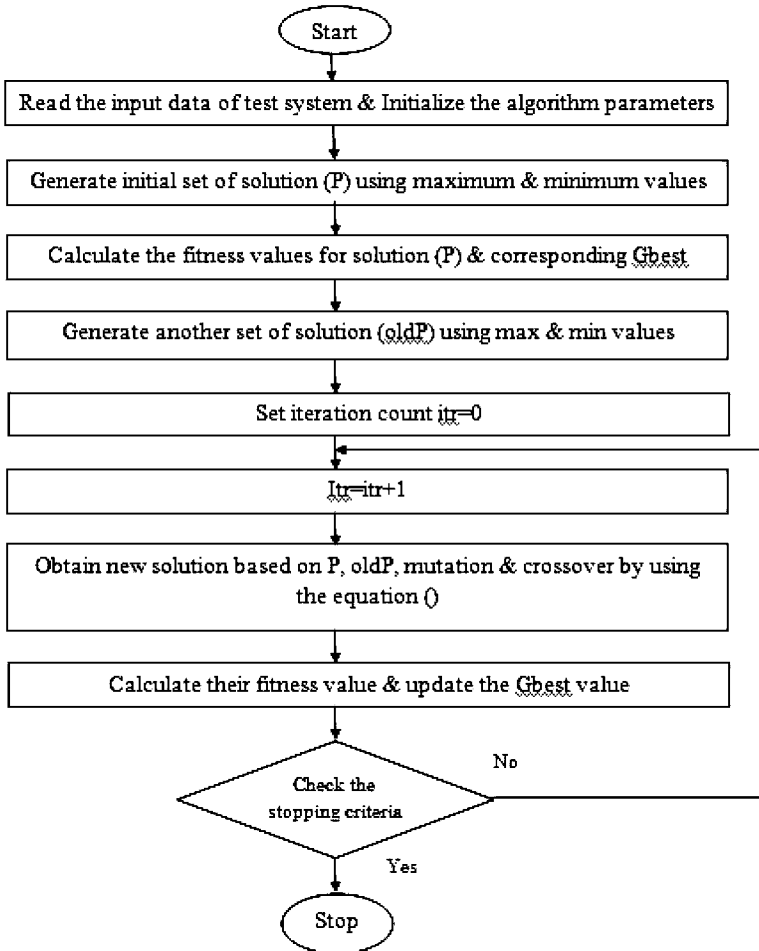 Start
Read the input data of test system & Initialize the algorithm parameters
Generate initial set of solution (P) using maximum & minimum values
Calculate the fitness values for solution (P) & corresponding Gbest
Generate another set of solution (oldP) using max & min values
Set iteration count itr=0
Itr=itr+1
Obtain new solution based on P, oldP, mutation & crossover by using
the equation ()
Calculate their fitness value & update the Gbest value
Check the
stopping criteria
No
Yes
Stop